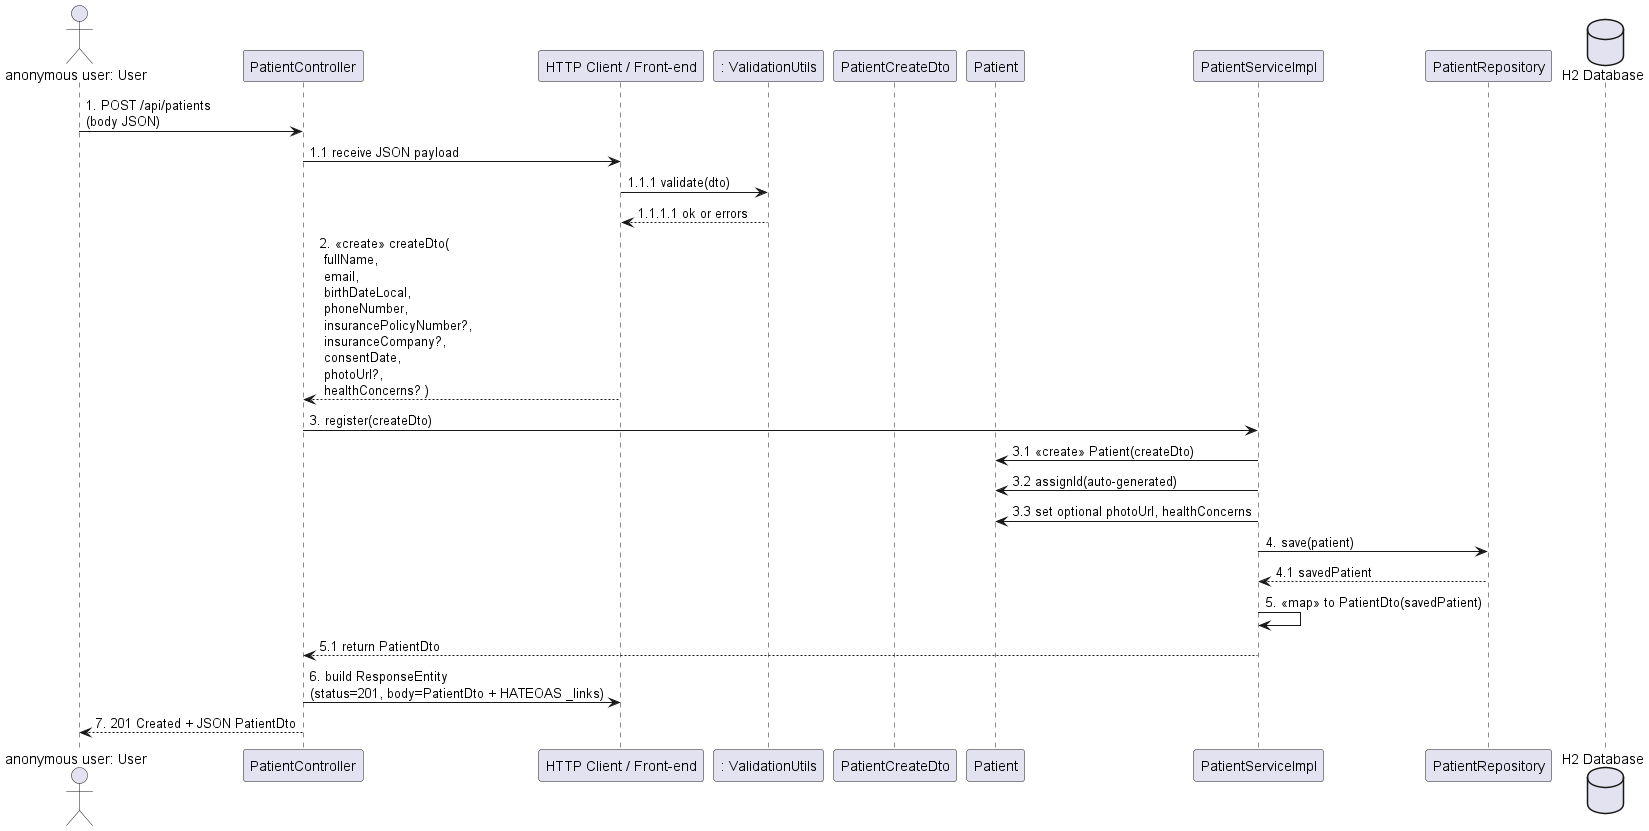 anonymous user: User
PatientController
HTTP Client / Front-end
: ValidationUtils
PatientCreateDto
Patient
PatientServiceImpl
PatientRepository
H2 Database
1. POST /api/patients
(body JSON)
1.1 receive JSON payload
1.1.1 validate(dto)
1.1.1.1 ok or errors
2. «create» createDto(
fullName,
email,
birthDateLocal,
phoneNumber,
insurancePolicyNumber?,
insuranceCompany?,
consentDate,
photoUrl?,
healthConcerns? )
3. register(createDto)
3.1 «create» Patient(createDto)
3.2 assignId(auto-generated)
3.3 set optional photoUrl, healthConcerns
4. save(patient)
4.1 savedPatient
5. «map» to PatientDto(savedPatient)
5.1 return PatientDto
6. build ResponseEntity
(status=201, body=PatientDto + HATEOAS _links)
7. 201 Created + JSON PatientDto
anonymous user: User
PatientController
HTTP Client / Front-end
: ValidationUtils
PatientCreateDto
Patient
PatientServiceImpl
PatientRepository
H2 Database